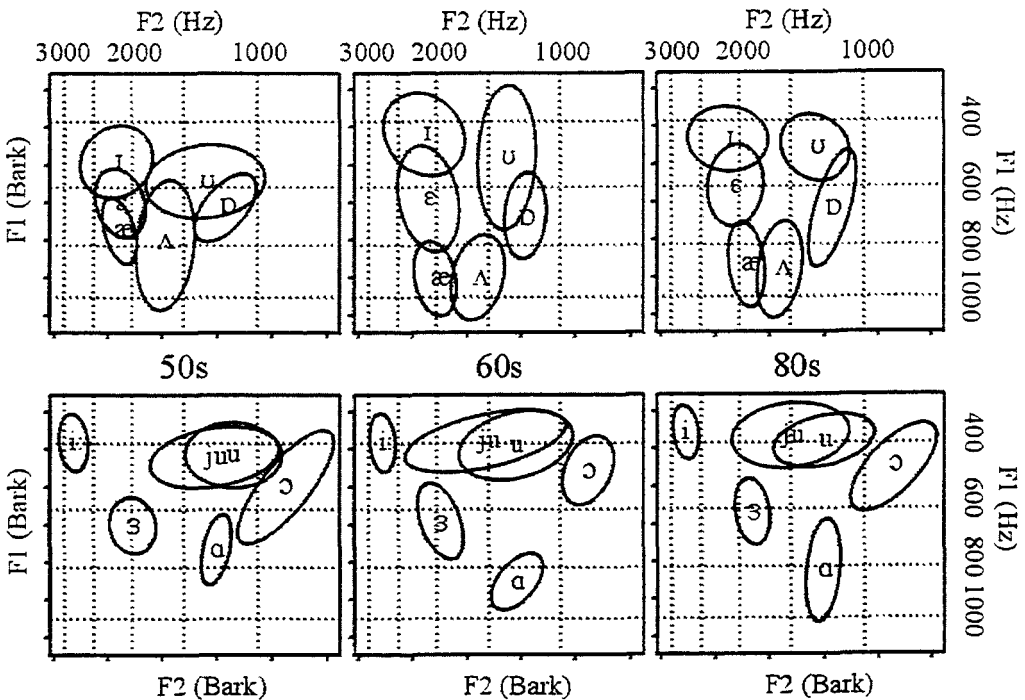 F2 (Hz) F2 (Hz) F2 (Hz)
3000 2000 1000 3000 2000 1000 3000 2000 1000
F1 (Bark)
ɪ ɛ æ ʌ ʊ ɒ
ɪ ɛ æ ʌ ʊ ɒ
ɪ ɛ æ ʌ ʊ ɒ
400 600 800 1000
F1 (Hz)
50s 60s 80s
F1 (Bark)
i ju u ɔ ɜ ɑ
i ju u ɔ ɜ ɑ
i ju u ɔ ɜ ɑ
400 600 800 1000
F1 (Hz)
F2 (Bark) F2 (Bark) F2 (Bark)